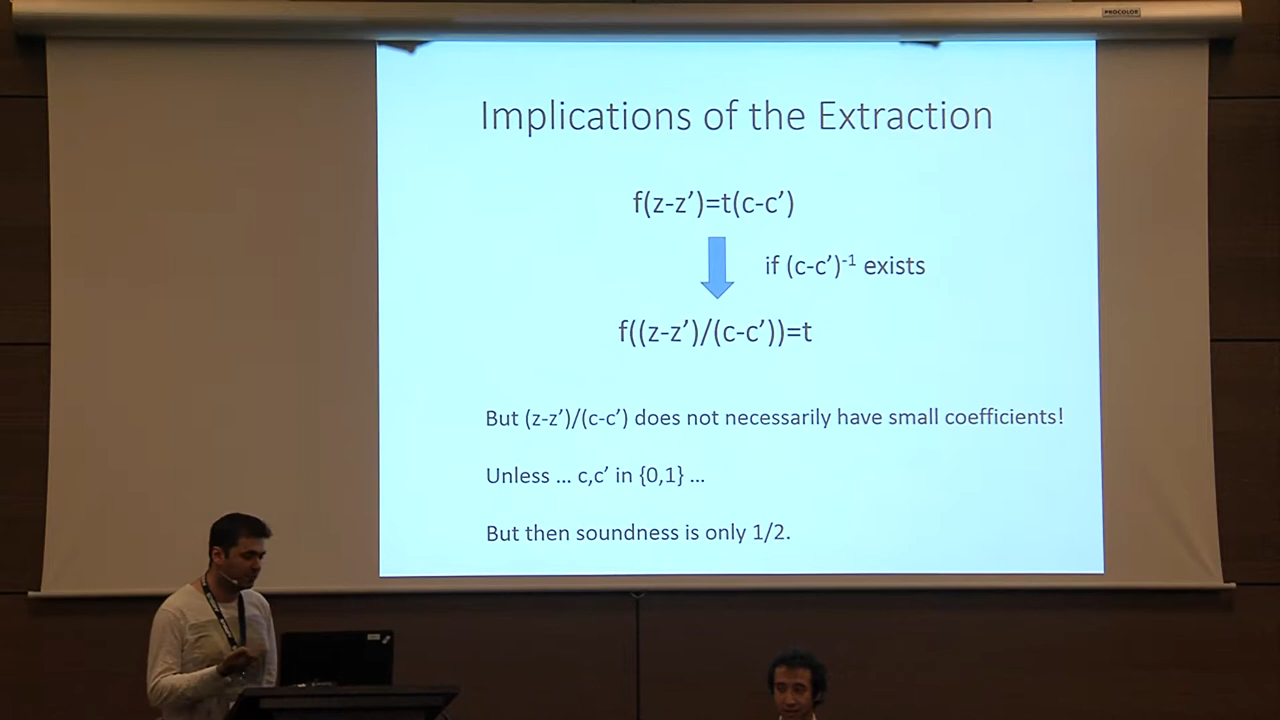 PROCOLOR
Implications of the Extraction
f(z-z’)=t(c-c’)
if (c-c’)⁻¹ exists
f((z-z’)/(c-c’))=t
But (z-z’)/(c-c’) does not necessarily have small coefficients!
Unless ... c,c’ in {0,1} ...
But then soundness is only 1/2.